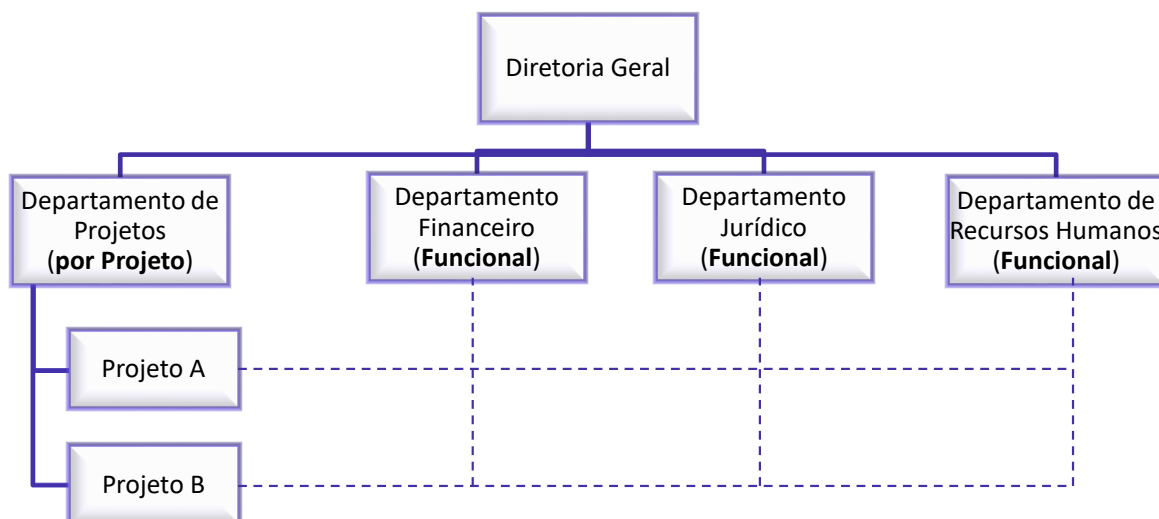 Diretoria Geral
Departamento de
Projetos
(por Projeto)
Departamento
Financeiro
(Funcional)
Departamento
Jurídico
(Funcional)
Departamento de
Recursos Humanos
(Funcional)
Projeto A
Projeto B